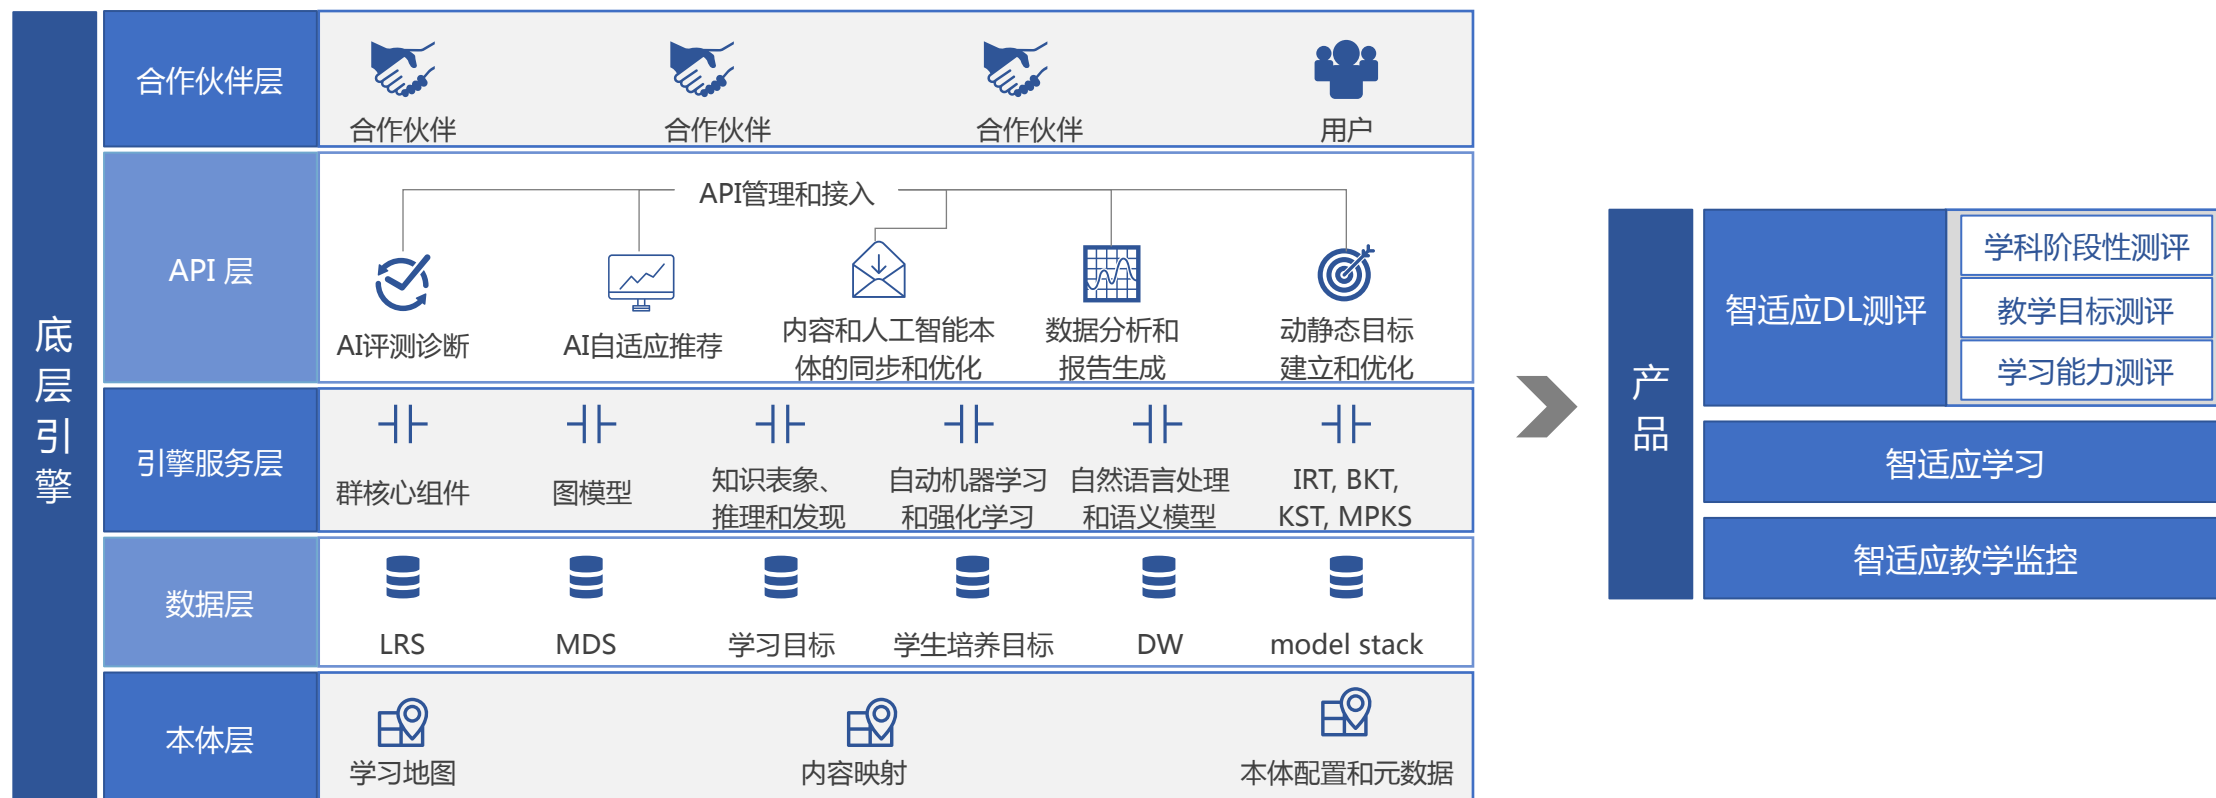 底层引擎
合作伙伴层
合作伙伴
合作伙伴
合作伙伴
用户
API 层
API管理和接入
AI评测诊断
AI自适应推荐
内容和人工智能本
体的同步和优化
数据分析和
报告生成
动静态目标
建立和优化
引擎服务层
群核心组件
图模型
知识表象、
推理和发现
自动机器学习
和强化学习
自然语言处理
和语义模型
IRT, BKT,
KST, MPKS
数据层
LRS
MDS
学习目标
学生培养目标
DW
model stack
本体层
学习地图
内容映射
本体配置和元数据
产品
智适应DL测评
学科阶段性测评
教学目标测评
学习能力测评
智适应学习
智适应教学监控